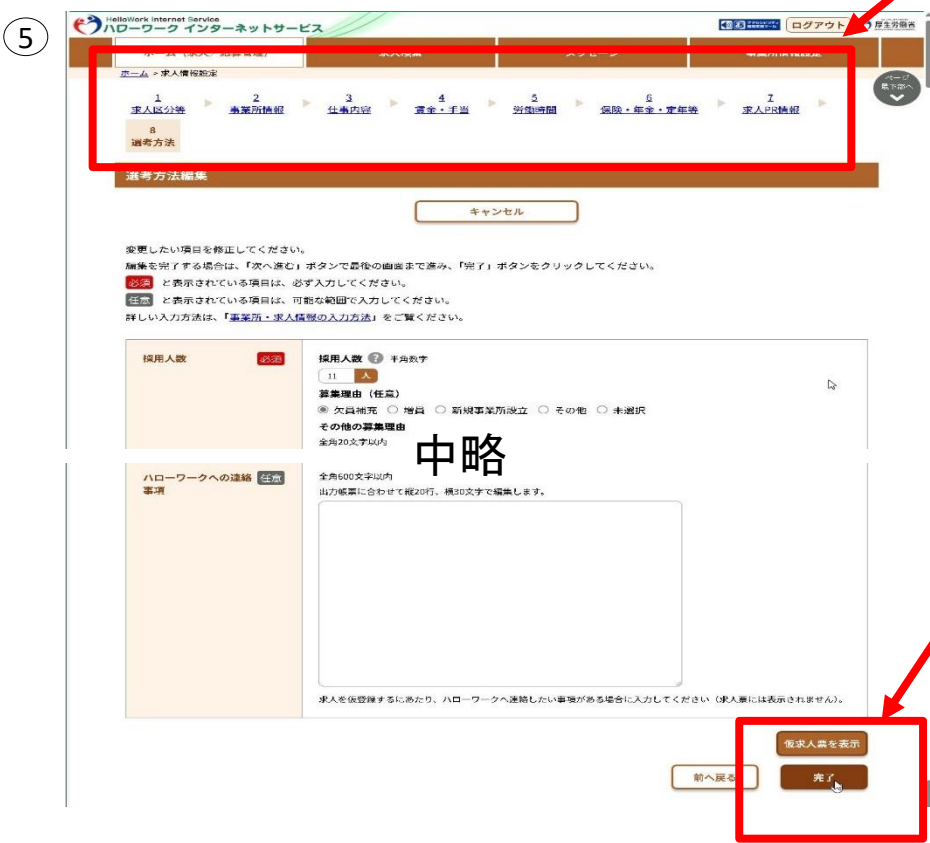 ⑤
HelloWork Internet Service
ハローワーク インターネットサービス
ログアウト
厚生労働省
ホーム > 求人情報設定
ページ
最下部へ
1 2 3 4 5 6 7
求人区分等 事業所情報 仕事内容 賃金・手当 労働時間 保険・年金・定年等 求人PR情報
8
選考方法
選考方法編集
キャンセル
変更したい項目を修正してください。
編集を完了する場合は、「次へ進む」ボタンで最後の画面まで進み、「完了」ボタンをクリックしてください。
必須 と表示されている項目は、必ず入力してください。
任意 と表示されている項目は、可能な範囲で入力してください。
詳しい入力方法は、「事業所・求人情報の入力方法」をご覧ください。
採用人数 必須 採用人数 ? 半角数字
11 人
募集理由（任意）
欠員補充 増員 新規事業所設立 その他 未選択
その他の募集理由
全角20文字以内
中略
ハローワークへの連絡 任意 全角600文字以内
事項 出力帳票に合わせて縦20行、横30文字で編集します。
求人を仮登録するにあたり、ハローワークへ連絡したい事項がある場合に入力してください（求人票には表示されません）。
仮求人票を表示
前へ戻る 完了